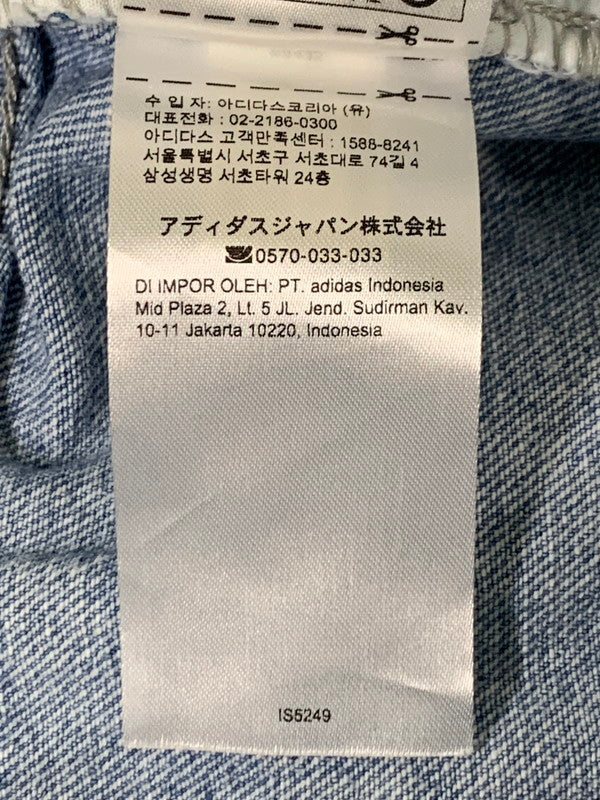 수 입 자: 아디다스코리아 (유)
대표전화 : 02-2186-0300
아디다스 고객만족센터 : 1588-8241
서울특별시 서초구 서초대로 74길 4
삼성생명 서초타워 24층
アディダスジャパン株式会社
0570-033-033
DI IMPOR OLEH: PT. adidas Indonesia
Mid Plaza 2, Lt. 5 JL. Jend. Sudirman Kav.
10-11 Jakarta 10220, Indonesia
IS5249